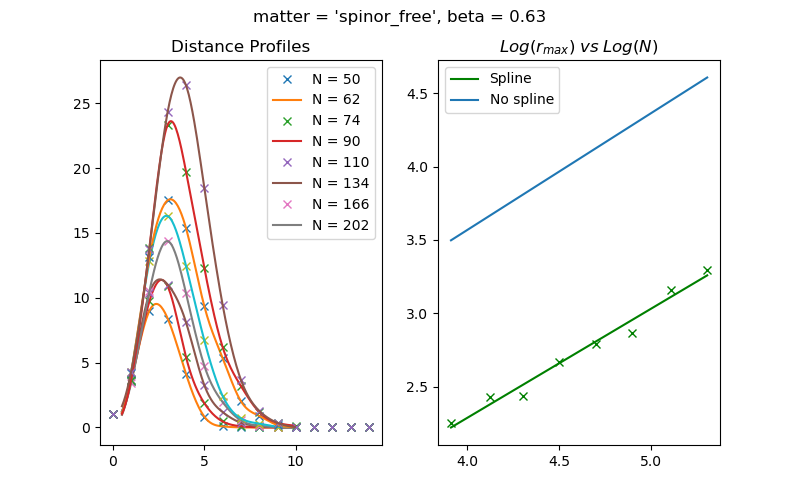 matter = 'spinor_free', beta = 0.63
Distance Profiles
N = 50
N = 62
N = 74
N = 90
N = 110
N = 134
N = 166
N = 202
25
20
15
10
5
0
0 5 10
Log(r_max) vs Log(N)
Spline
No spline
4.5
4.0
3.5
3.0
2.5
4.0 4.5 5.0